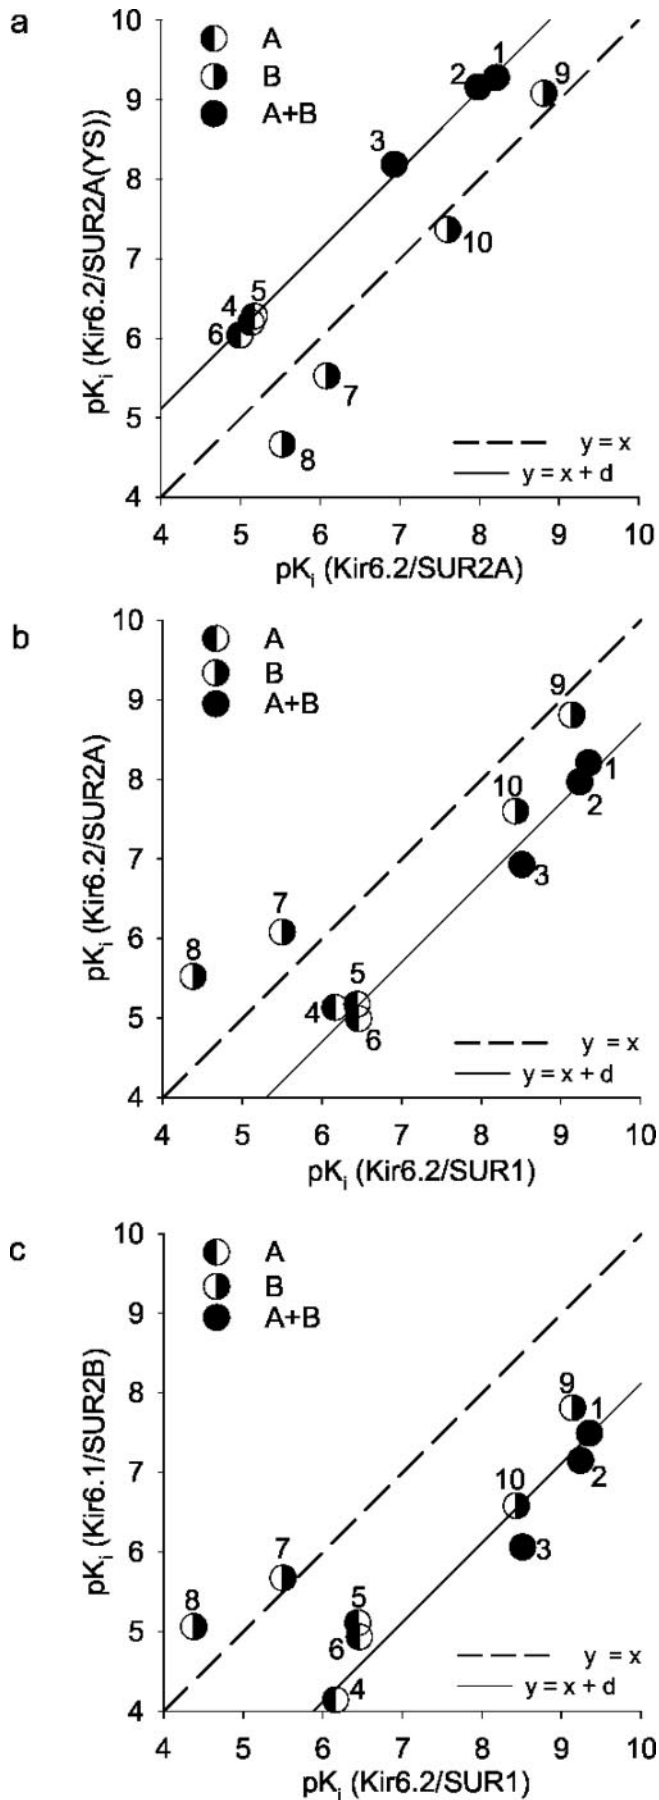 a
A
B
A+B
10
9
8
7
6
5
4
1
2
9
3
10
5
4
6
7
8
y = x
y = x + d
4 5 6 7 8 9 10
pKi (Kir6.2/SUR2A(YS))
pKi (Kir6.2/SUR2A)
b
A
B
A+B
10
9
8
7
6
5
4
9
1
10
2
3
7
8
5
4
6
y = x
y = x + d
4 5 6 7 8 9 10
pKi (Kir6.2/SUR2A)
pKi (Kir6.2/SUR1)
c
A
B
A+B
10
9
8
7
6
5
4
9
1
2
10
3
7
8
5
6
4
y = x
y = x + d
4 5 6 7 8 9 10
pKi (Kir6.1/SUR2B)
pKi (Kir6.2/SUR1)